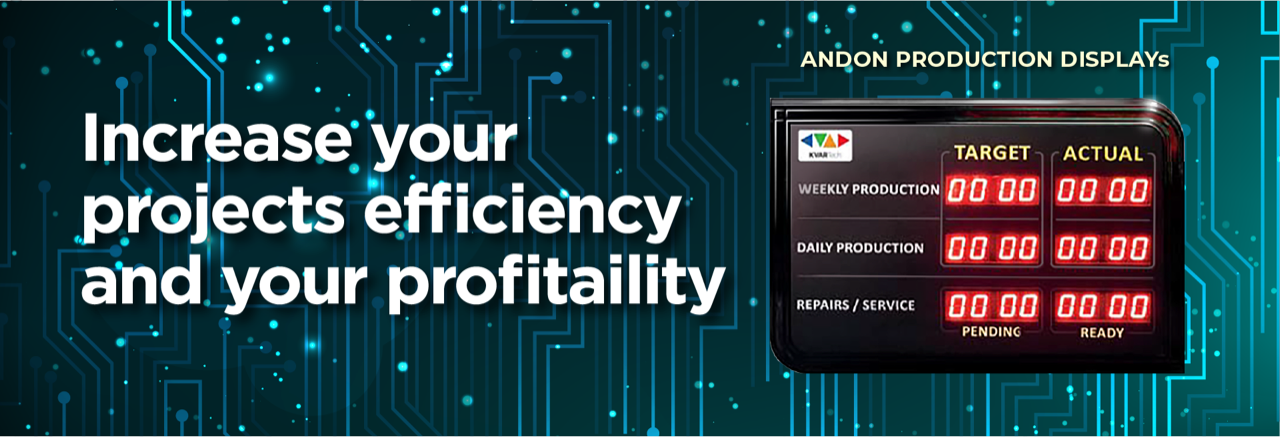 Increase your
projects efficiency
and your profitaility
ANDON PRODUCTION DISPLAYs
KVARTech
TARGET ACTUAL
WEEKLY PRODUCTION 00 00 00 00
DAILY PRODUCTION 00 00 00 00
REPAIRS / SERVICE 00 00 00 00
PENDING READY